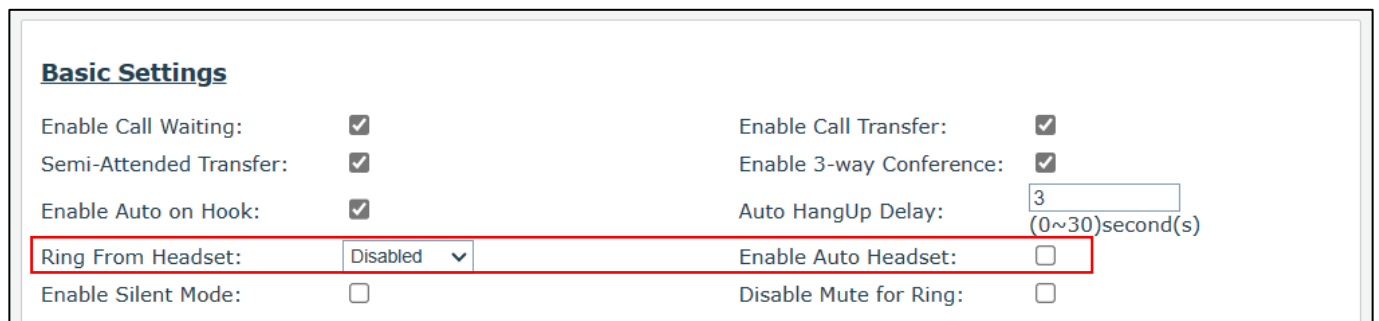 Basic Settings
Enable Call Waiting: Enable Call Transfer:
Semi-Attended Transfer: Enable 3-way Conference:
Enable Auto on Hook: Auto HangUp Delay: 3
(0~30)second(s)
Ring From Headset: Disabled Enable Auto Headset:
Enable Silent Mode: Disable Mute for Ring: